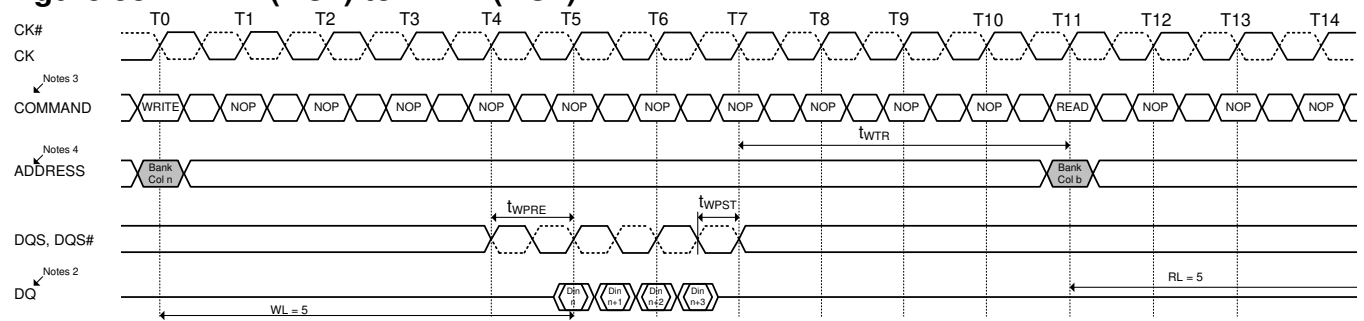 T0 T1 T2 T3 T4 T5 T6 T7 T8 T9 T10 T11 T12 T13 T14
CK#
CK
Notes 3
COMMAND WRITE NOP NOP NOP NOP NOP NOP NOP NOP NOP NOP READ NOP NOP NOP
tWTR
Notes 4
ADDRESS
Bank
Col n
Bank
Col b
tWPRE
tWPST
DQS, DQS#
Notes 2
DQ
Din
n
Din
n+1
Din
n+2
Din
n+3
RL = 5
WL = 5